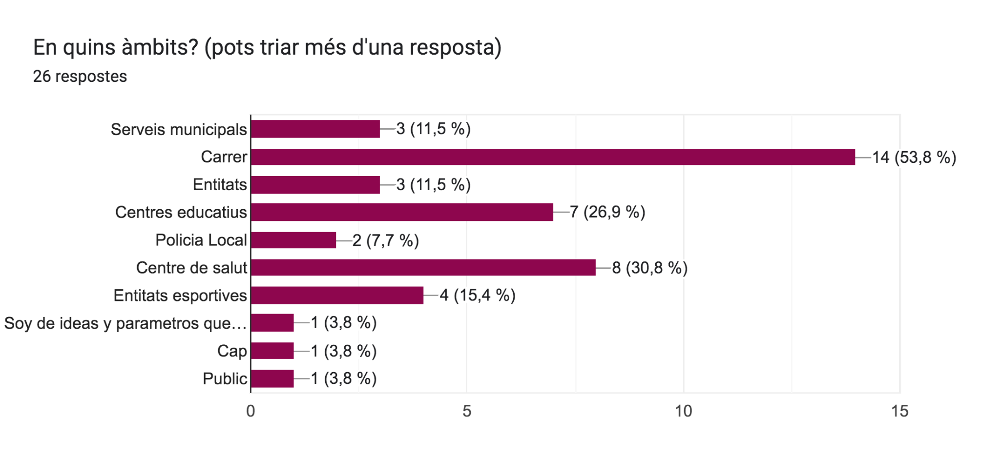 En quins àmbits? (pots triar més d'una resposta)
26 respostes
Serveis municipals 3 (11,5 %)
Carrer 14 (53,8 %)
Entitats 3 (11,5 %)
Centres educatius 7 (26,9 %)
Policia Local 2 (7,7 %)
Centre de salut 8 (30,8 %)
Entitats esportives 4 (15,4 %)
Soy de ideas y parametros que… 1 (3,8 %)
Cap 1 (3,8 %)
Public 1 (3,8 %)
0 5 10 15